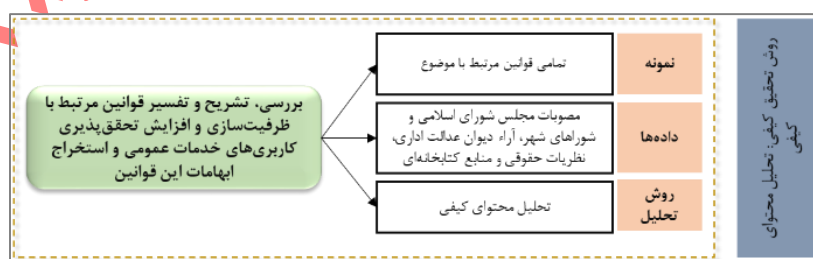 روش تحقیق کیفی: تحلیل محتوای
کیفی
نمونه
تمامی قوانین مرتبط با موضوع
داده‌ها
مصوبات مجلس شورای اسلامی و
شوراهای شهر، آراء دیوان عدالت اداری،
نظریات حقوقی و منابع کتابخانه‌ای
روش
تحلیل
تحلیل محتوای کیفی
بررسی، تشریح و تفسیر قوانین مرتبط با
ظرفیت‌سازی و افزایش تحقق‌پذیری
کاربری‌های خدمات عمومی و استخراج
ابهامات این قوانین